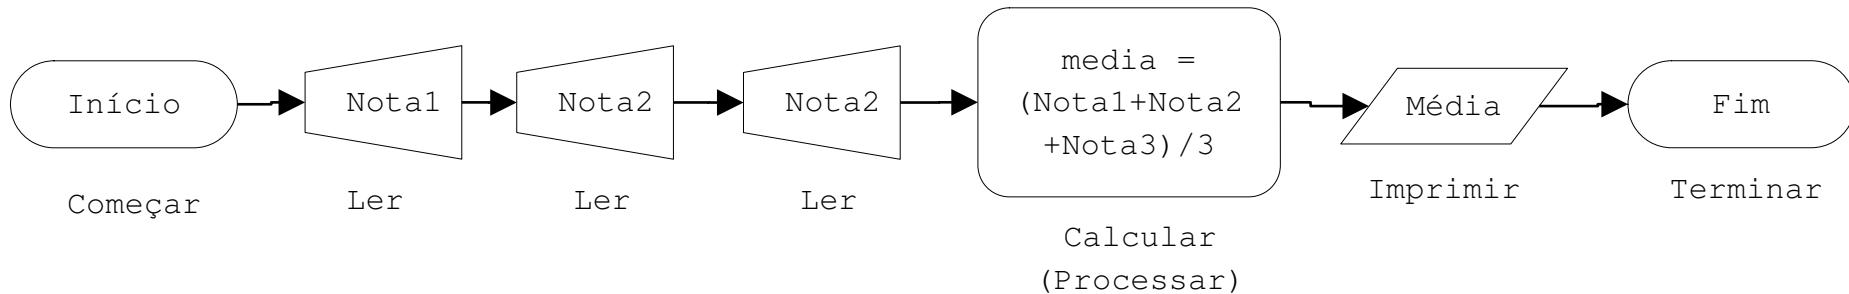 Início
Nota1
Nota2
Nota2
media =
(Nota1+Nota2
+Nota3)/3
Média
Fim
Começar
Ler
Ler
Ler
Calcular
(Processar)
Imprimir
Terminar